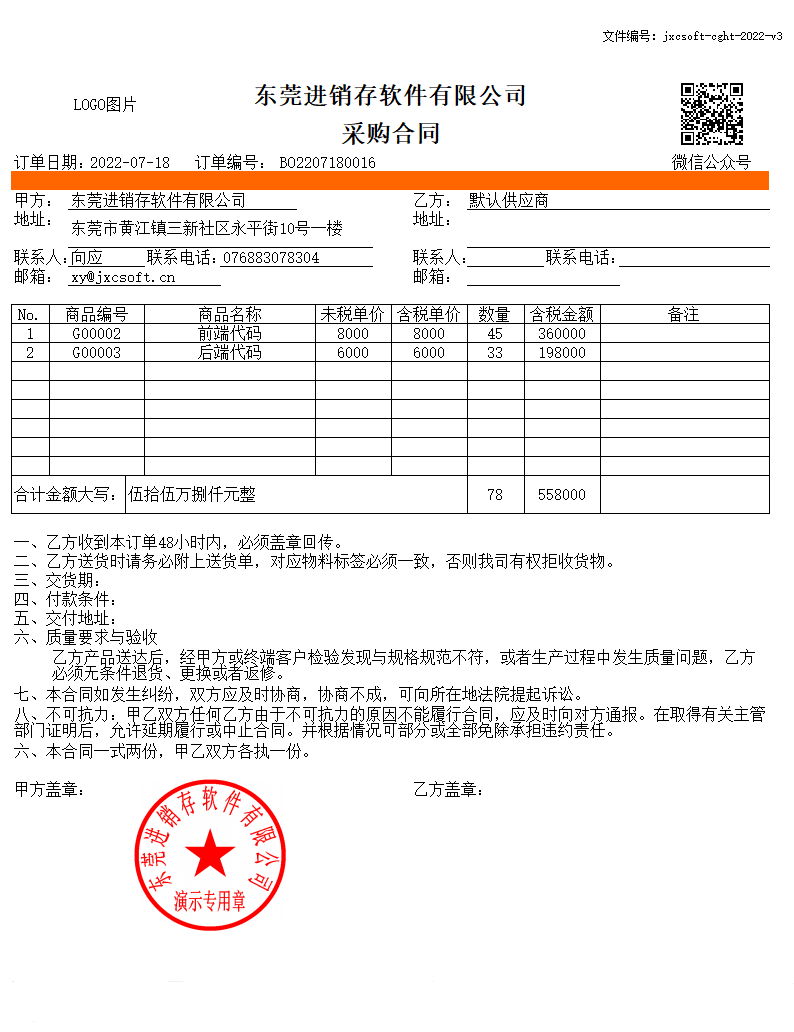 文件编号：jxcsoft-cght-2022-v3
LOGO图片
东莞进销存软件有限公司
采购合同
订单日期：2022-07-18 订单编号： BO2207180016 微信公众号
甲方： 东莞进销存软件有限公司 乙方： 默认供应商
地址： 东莞市黄江镇三新社区永平街10号一楼 地址：
联系人：向应 联系电话：076883078304 联系人： 联系电话：
邮箱： xy@jxcsoft.cn 邮箱：
No. 商品编号 商品名称 未税单价 含税单价 数量 含税金额 备注
1 G00002 前端代码 8000 8000 45 360000
2 G00003 后端代码 6000 6000 33 198000
合计金额大写： 伍拾伍万捌仟元整 78 558000
一、乙方收到本订单48小时内，必须盖章回传。
二、乙方送货时请务必附上送货单，对应物料标签必须一致，否则我司有权拒收货物。
三、交货期：
四、付款条件：
五、交付地址：
六、质量要求与验收
乙方产品送达后，经甲方或终端客户检验发现与规格规范不符，或者生产过程中发生质量问题，乙方
必须无条件退货、更换或者返修。
七、本合同如发生纠纷，双方应及时协商，协商不成，可向所在地法院提起诉讼。
八、不可抗力：甲乙双方任何乙方由于不可抗力的原因不能履行合同，应及时向对方通报。在取得有关主管
部门证明后，允许延期履行或中止合同。并根据情况可部分或全部免除承担违约责任。
六、本合同一式两份，甲乙双方各执一份。
甲方盖章： 乙方盖章：
东莞进销存软件有限公司
演示专用章